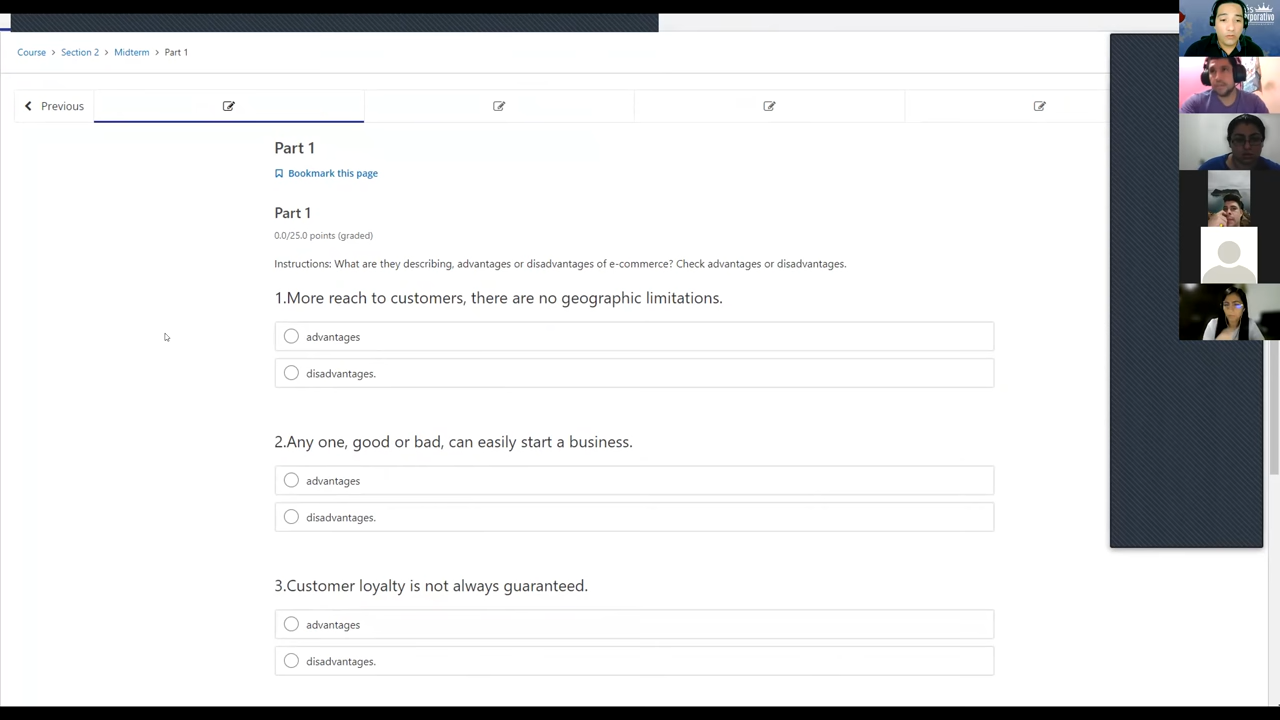 Course > Section 2 > Midterm > Part 1
Previous
Part 1
Bookmark this page
Part 1
0.0/25.0 points (graded)
Instructions: What are they describing, advantages or disadvantages of e-commerce? Check advantages or disadvantages.
1.More reach to customers, there are no geographic limitations.
advantages
disadvantages.
2.Any one, good or bad, can easily start a business.
advantages
disadvantages.
3.Customer loyalty is not always guaranteed.
advantages
disadvantages.